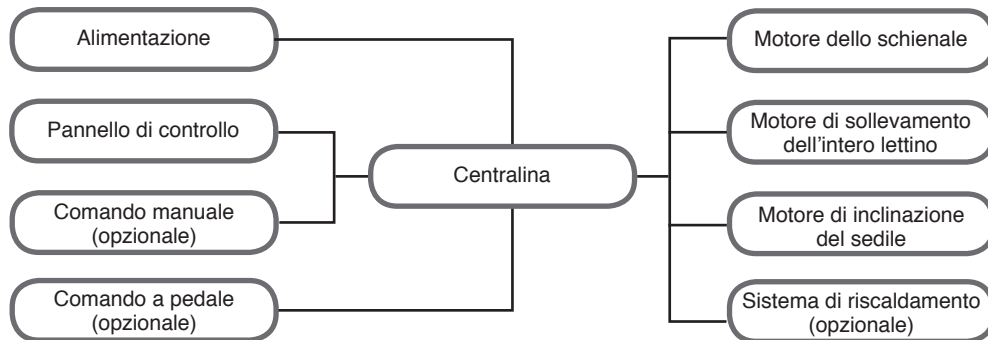 Alimentazione
Pannello di controllo
Comando manuale
(opzionale)
Comando a pedale
(opzionale)
Centralina
Motore dello schienale
Motore di sollevamento
dell'intero lettino
Motore di inclinazione
del sedile
Sistema di riscaldamento
(opzionale)